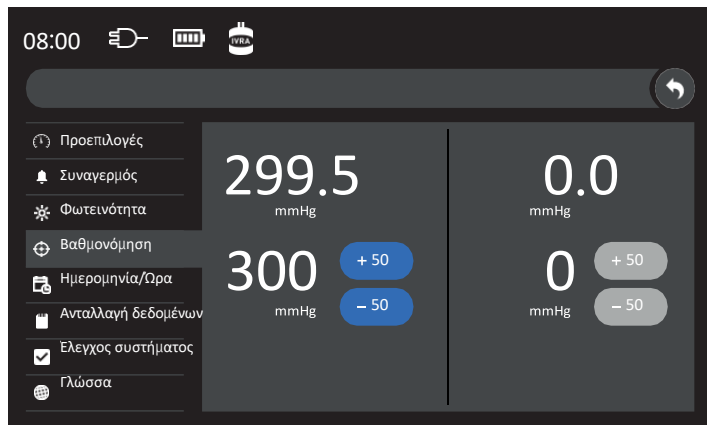 08:00
IVRA
Προεπιλογές
Συναγερμός
Φωτεινότητα
Βαθμονόμηση
Ημερομηνία/Ώρα
Ανταλλαγή δεδομένων
Έλεγχος συστήματος
Γλώσσα
299.5
mmHg
300
mmHg
+ 50
– 50
0.0
mmHg
0
mmHg
+ 50
– 50